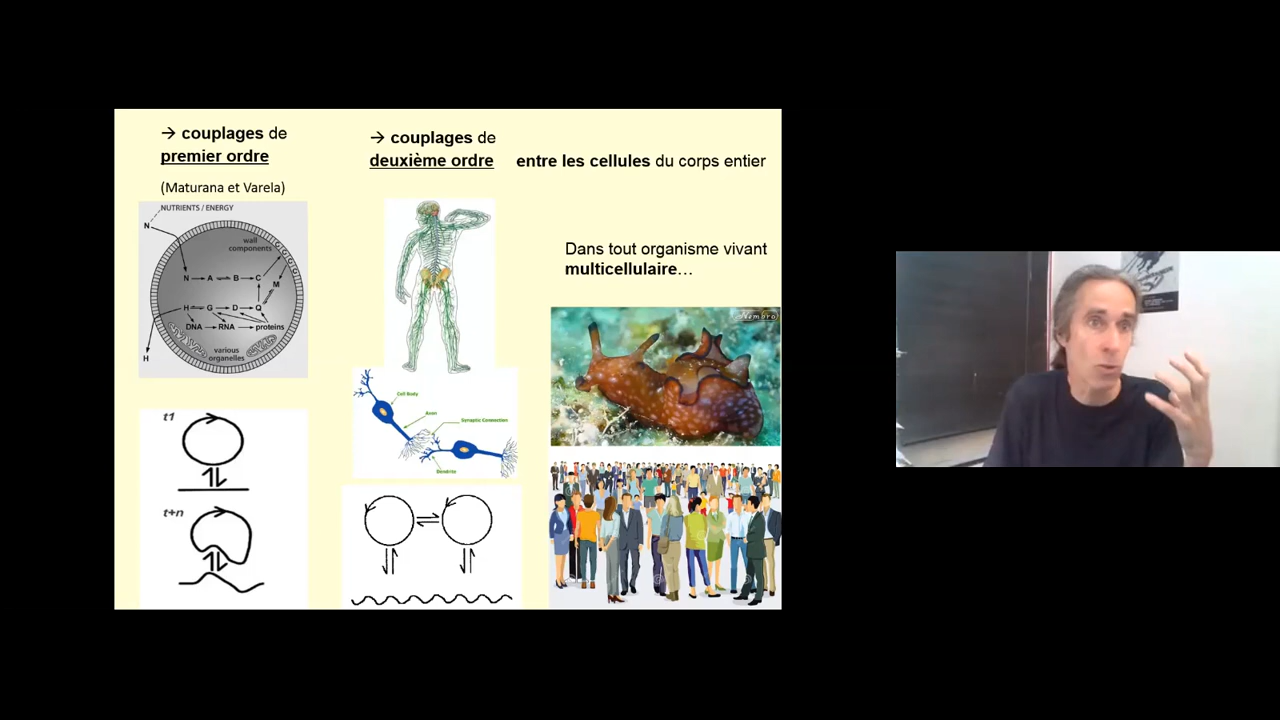 → couplages de
premier ordre
(Maturana et Varela)
NUTRIENTS / ENERGY
N
wall
components
N A B C
M
H G D Q
DNA RNA proteins
various
organelles
H
t1
t+n
→ couplages de
deuxième ordre
Cell Body
Axon
Synaptic Connection
Dendrite
entre les cellules du corps entier
Dans tout organisme vivant
multicellulaire…